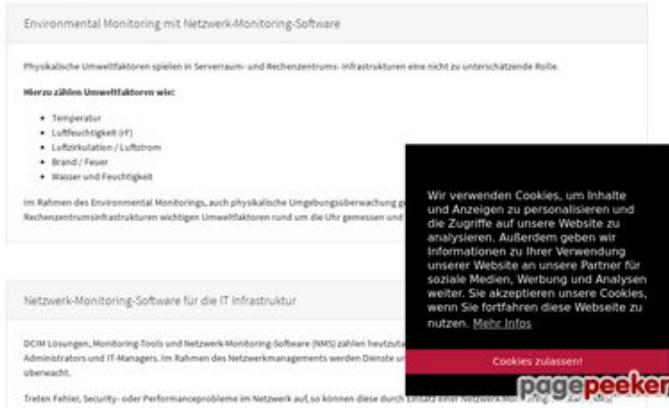 Environmental Monitoring mit Netzwerk-Monitoring-Software
Physikalische Umweltfaktoren spielen in Serverraum- und Rechenzentrums- Infrastrukturen eine nicht zu unterschätzende Rolle.
Hierzu zählen Umweltfaktoren wie:
Temperatur
Luftfeuchtigkeit (rF)
Luftzirkulation / Luftstrom
Brand / Feuer
Wasser und Feuchtigkeit
Im Rahmen des Environmental Monitorings, auch physikalische Umgebungsüberwachung
Rechenzentrumsinfrastrukturen wichtigen Umweltfaktoren rund um die Uhr gemessen und
Wir verwenden Cookies, um Inhalte
und Anzeigen zu personalisieren und
die Zugriffe auf unsere Website zu
analysieren. Außerdem geben wir
Informationen zu Ihrer Verwendung
unserer Website an unsere Partner für
soziale Medien, Werbung und Analysen
weiter. Sie akzeptieren unsere Cookies,
wenn Sie fortfahren diese Webseite zu
nutzen. Mehr Infos
Cookies zulassen!
Netzwerk-Monitoring-Software für die IT Infrastruktur
DCIM Lösungen, Monitoring-Tools und Netzwerk-Monitoring-Software (NMS) zählen
Administrators und IT-Managers. Im Rahmen des Netzwerkmanagements werden Dienste
überwacht.
Treten Fehler, Security- oder Performanceprobleme im Netzwerk auf, so können diese durch Einsatz einer
pagepeeker